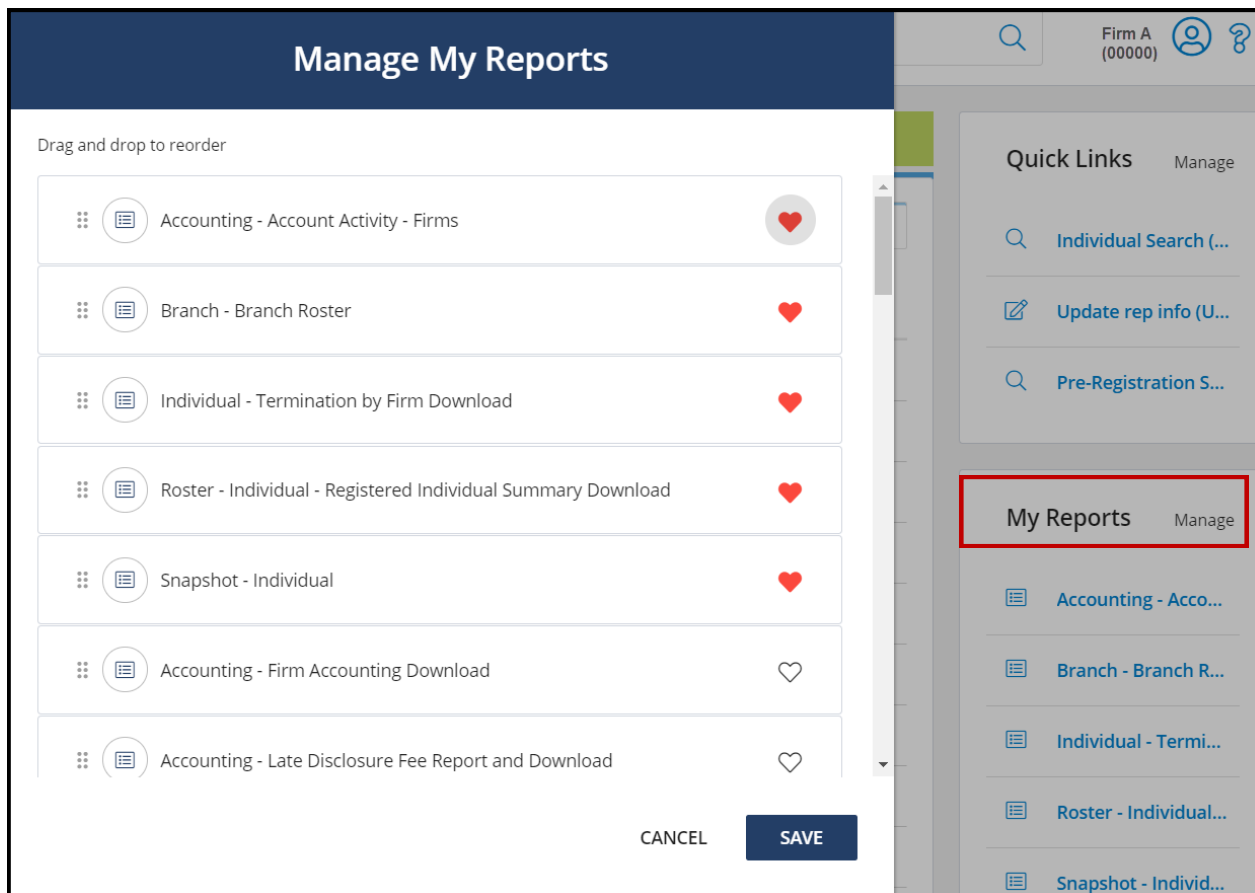 Manage My Reports
Drag and drop to reorder
Accounting - Account Activity - Firms
Branch - Branch Roster
Individual - Termination by Firm Download
Roster - Individual - Registered Individual Summary Download
Snapshot - Individual
Accounting - Firm Accounting Download
Accounting - Late Disclosure Fee Report and Download
CANCEL SAVE
Firm A
(00000)
Quick Links Manage
Individual Search (...
Update rep info (U...
Pre-Registration S...
My Reports Manage
Accounting - Acco...
Branch - Branch R...
Individual - Termi...
Roster - Individual...
Snapshot - Individ...